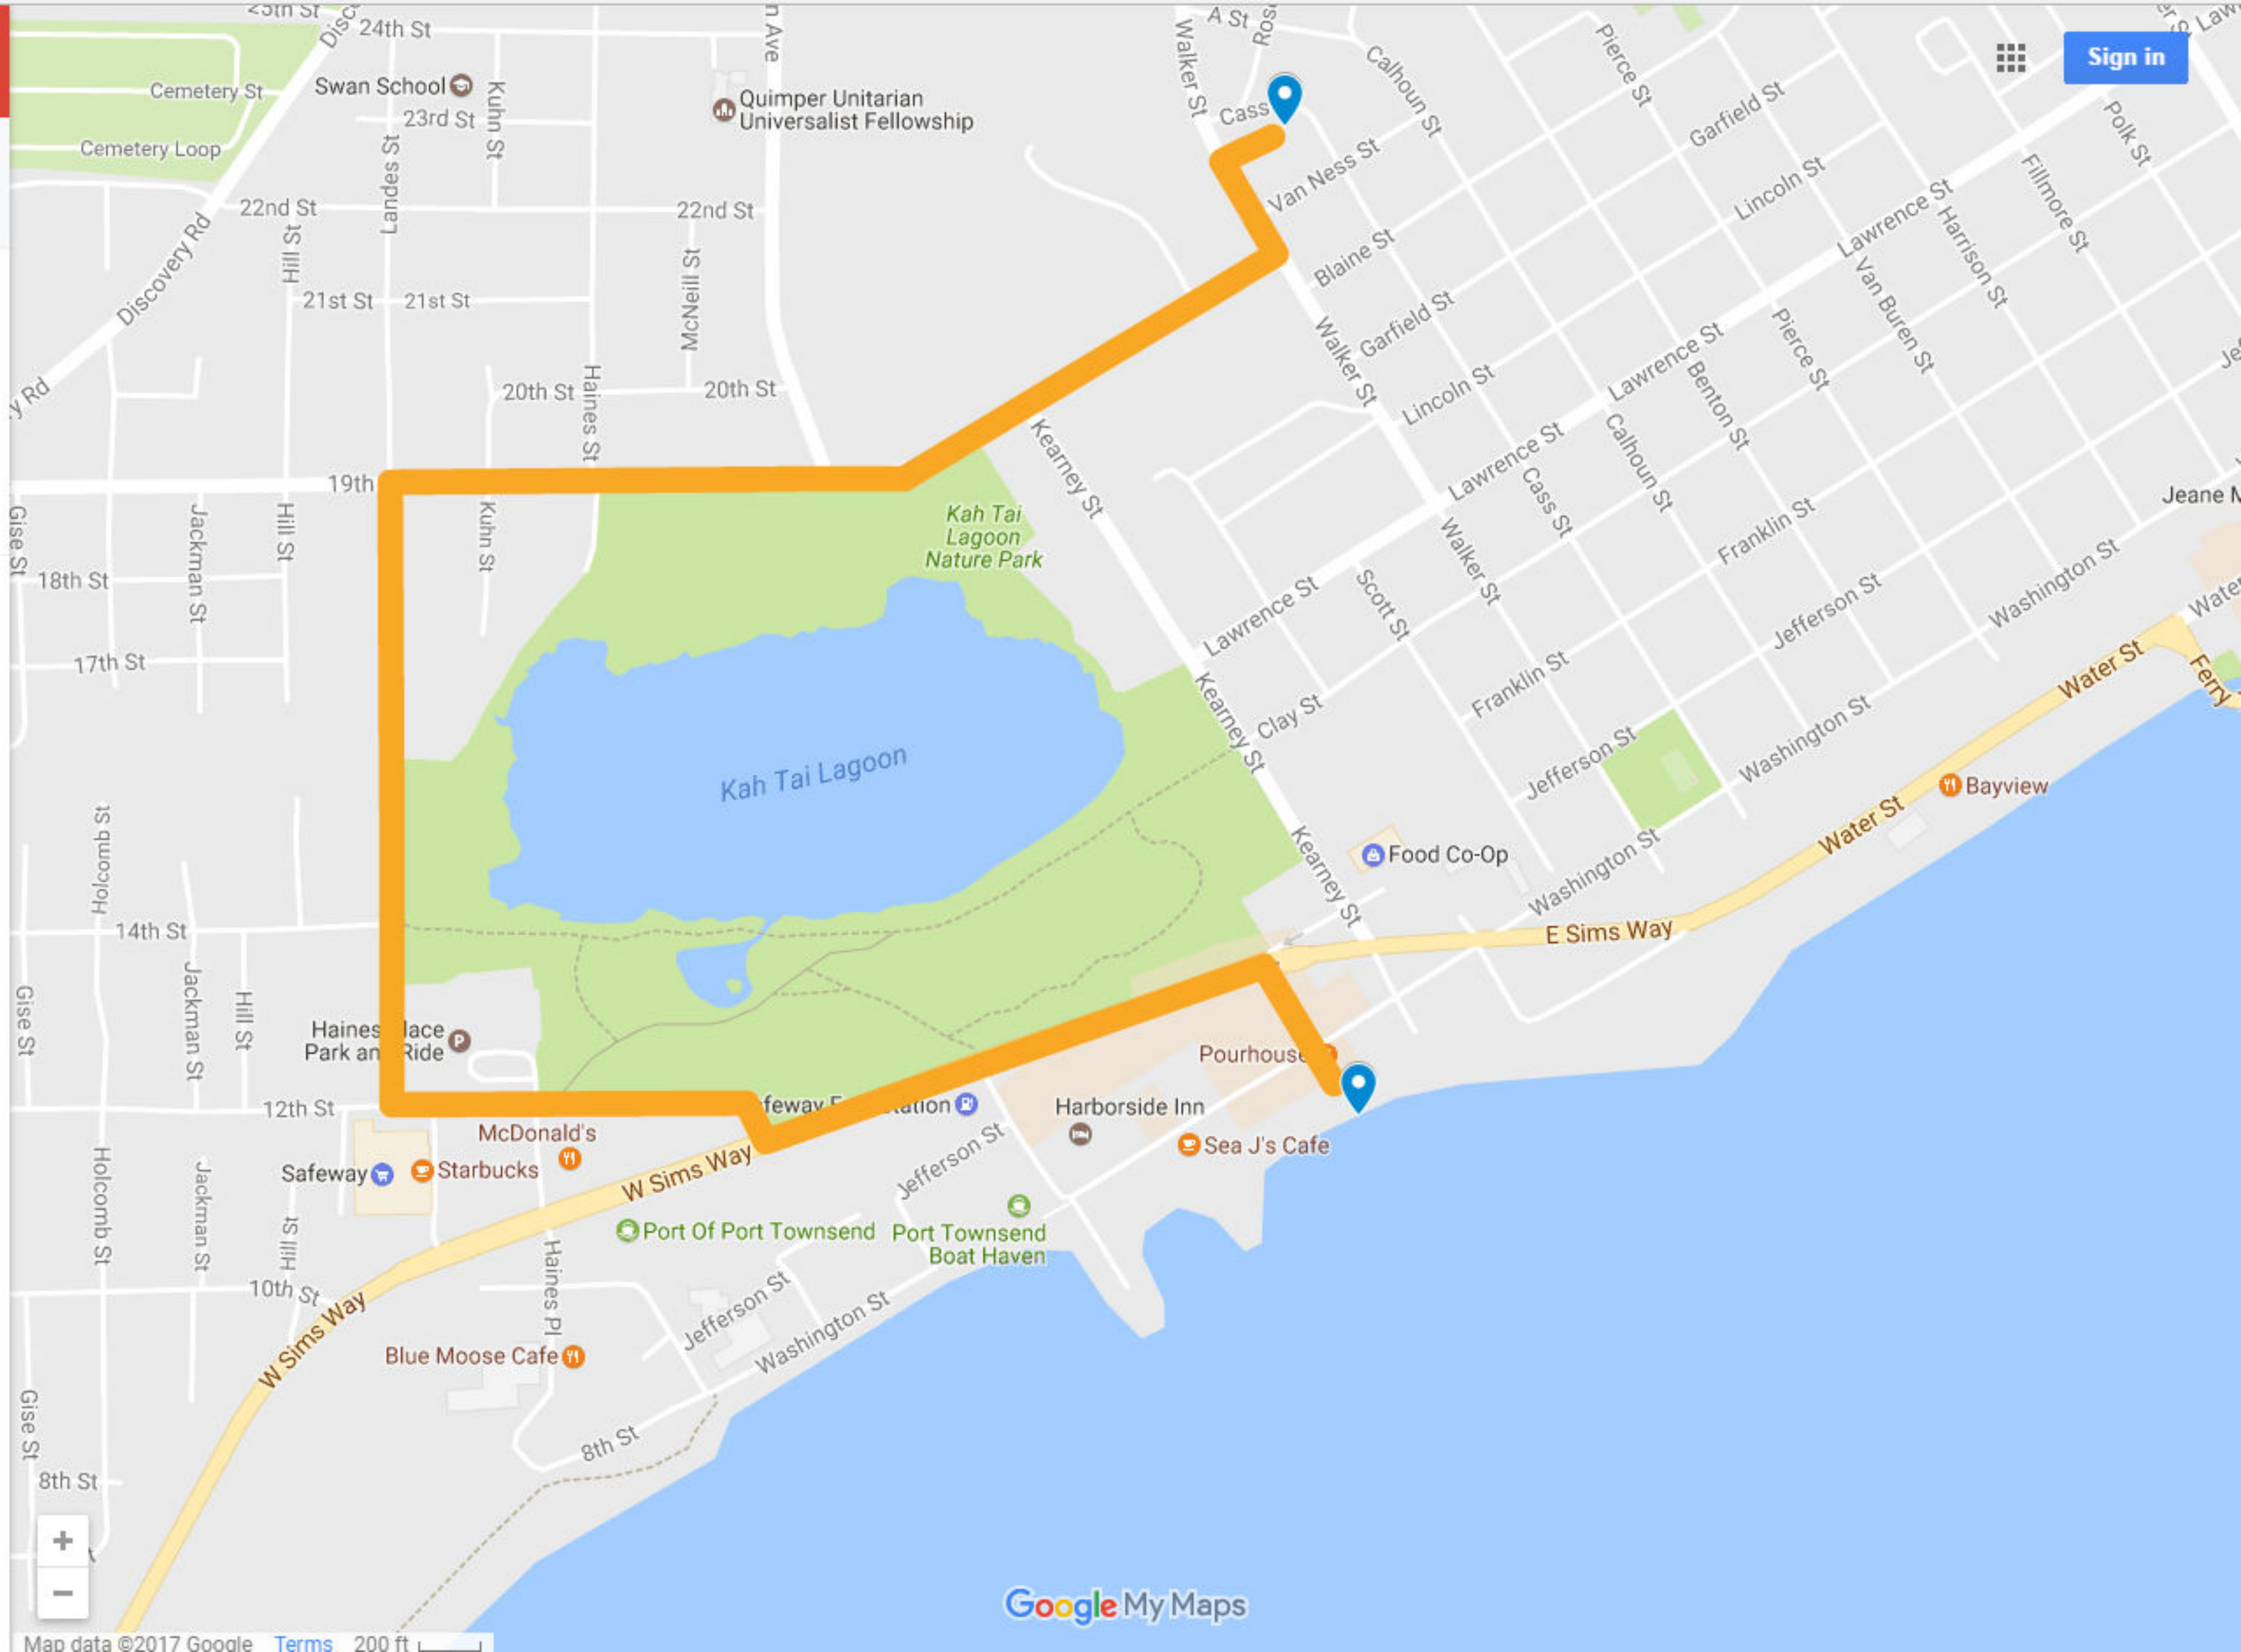 25th St
24th St
A St
Walker St
Calhoun St
Pierce St
Sign in
Cemetery St
Swan School
Kuhn St
Quimper Unitarian
Universalist Fellowship
Cass
Garfield St
Polk St
23rd St
Cemetery Loop
Landes St
Van Ness St
Lincoln St
Fillmore St
22nd St
22nd St
Hill St
Discovery Rd
Blaine St
Lawrence St
Harrison St
McNeill St
21st St
21st St
Garfield St
Walker St
Van Buren St
Pierce St
Lawrence St
20th St
20th St
Haines St
Lincoln St
Benton St
Kearney St
Lawrence St
Calhoun St
19th
Cass St
Gise St
Jackman St
Hill St
Kuhn St
Kah Tai
Lagoon
Nature Park
Walker St
Franklin St
18th St
Scott St
Lawrence St
Jefferson St
Washington St
17th St
Franklin St
Water St
Ferry
Kearney St
Clay St
Kah Tai Lagoon
Jefferson St
Washington St
Bayview
Water St
Holcomb St
Kearney St
Food Co-Op
Washington St
14th St
E Sims Way
Gise St
Jackman St
Hill St
Haines
Park an
Ride
Pourhouse
12th St
Harborside Inn
McDonald's
Sea J's Cafe
Safeway
Starbucks
W Sims Way
Jefferson St
Holcomb St
Jackman St
Hill St
Port Of Port Townsend
Port Townsend
Boat Haven
Haines Pl
10th St
W Sims Way
Jefferson St
Washington St
Blue Moose Cafe
Gise St
8th St
8th St
+
−
Google My Maps
Map data ©2017 Google Terms 200 ft